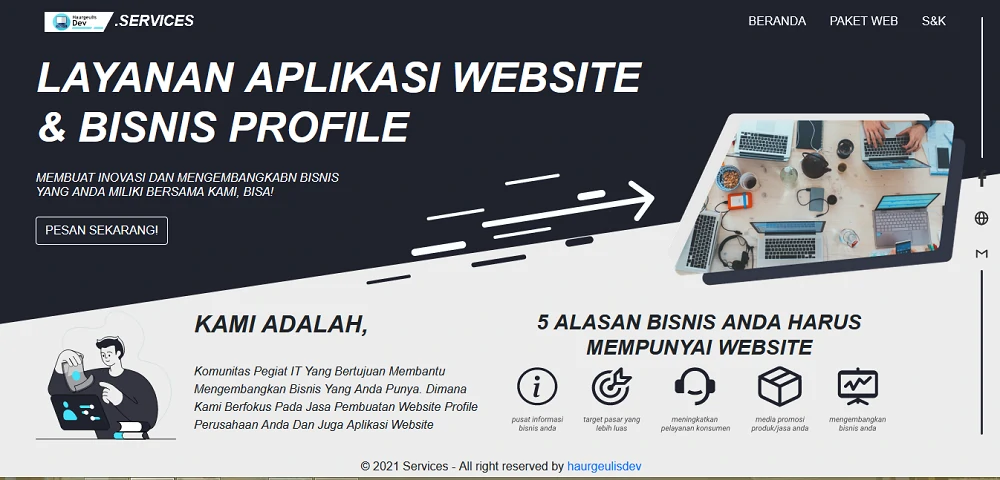 Haurgeulis
Dev
.SERVICES
BERANDA
PAKET WEB
S&K
LAYANAN APLIKASI WEBSITE
& BISNIS PROFILE
MEMBUAT INOVASI DAN MENGEMBANGKABN BISNIS
YANG ANDA MILIKI BERSAMA KAMI, BISA!
PESAN SEKARANG!
KAMI ADALAH,
Komunitas Pegiat IT Yang Bertujuan Membantu
Mengembangkan Bisnis Yang Anda Punya. Dimana
Kami Berfokus Pada Jasa Pembuatan Website Profile
Perusahaan Anda Dan Juga Aplikasi Website
5 ALASAN BISNIS ANDA HARUS
MEMPUNYAI WEBSITE
pusat informasi
bisnis anda
target pasar yang
lebih luas
meningkatkan
pelayanan konsumen
media promosi
produk/jasa anda
mengembangkan
bisnis anda
© 2021 Services - All right reserved by haurgeulisdev